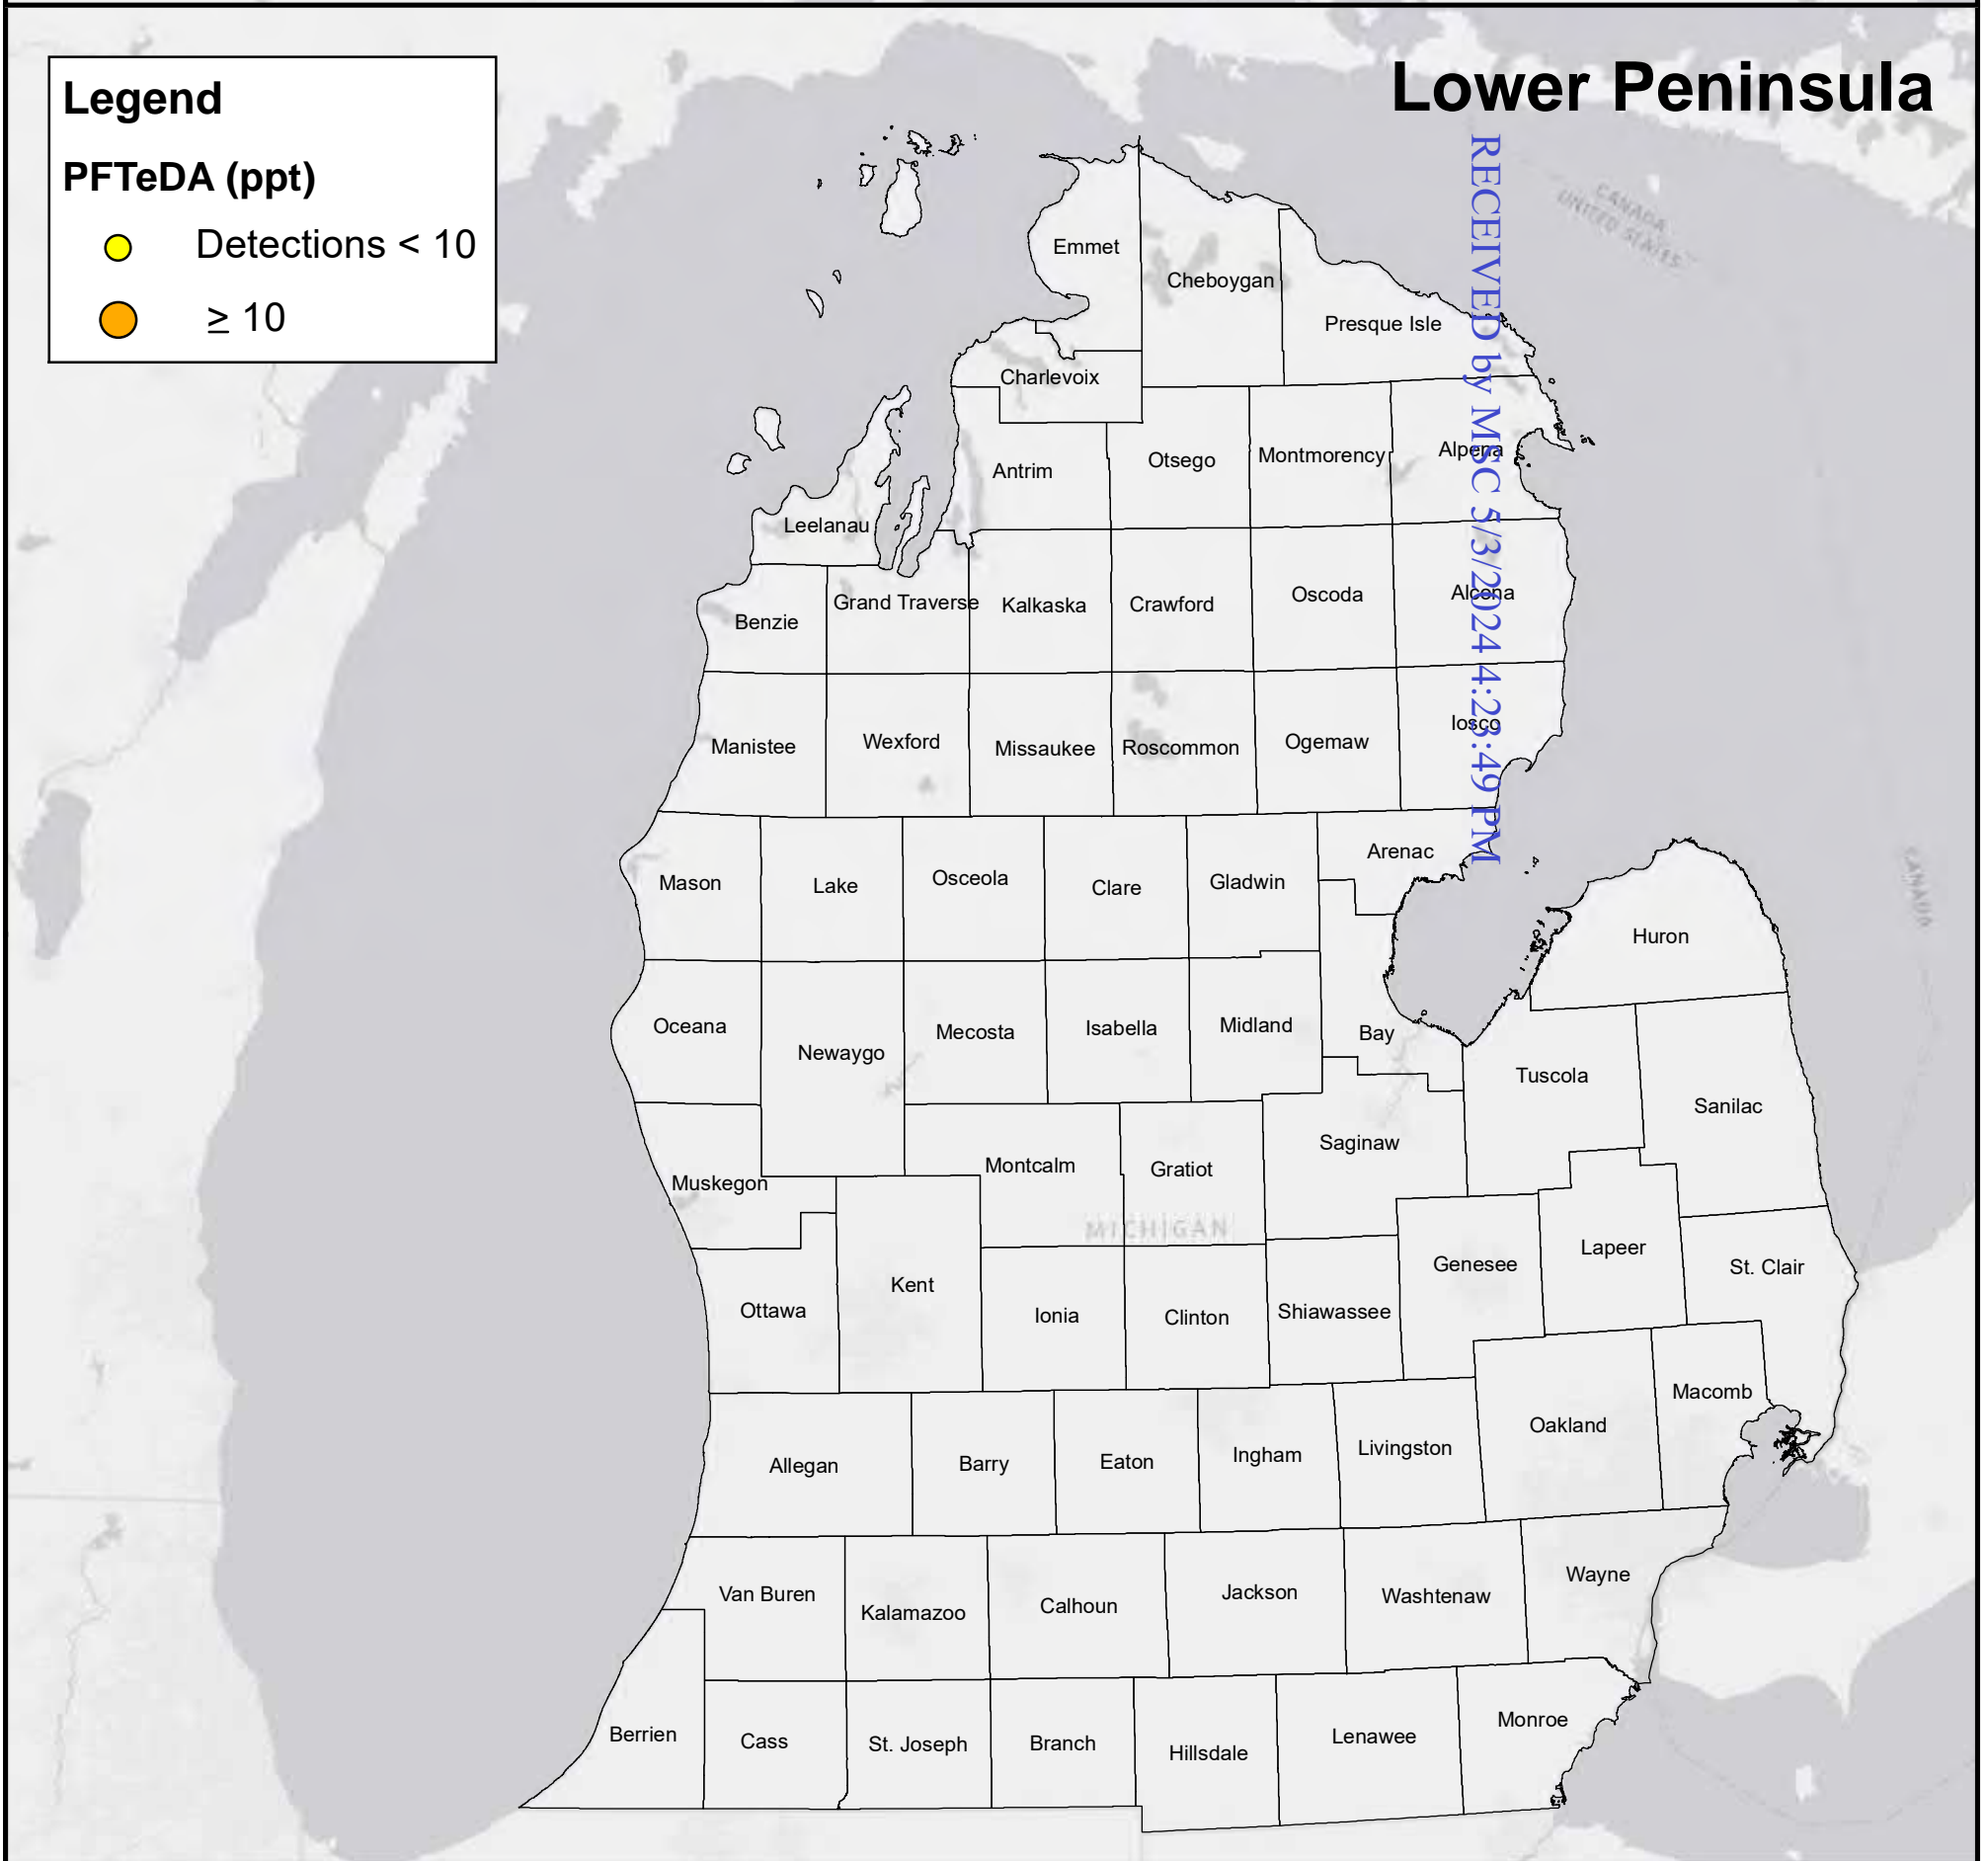 Lower Peninsula
Legend
PFTeDA (ppt)
Detections < 10
≥ 10
RECEIVED by MSC 5/3/2024 4:23:49 PM
CANADA
UNITED STATES
Emmet
Cheboygan
Presque Isle
Charlevoix
Antrim
Otsego
Montmorency
Alpena
Leelanau
Benzie
Grand Traverse
Kalkaska
Crawford
Oscoda
Alcona
Manistee
Wexford
Missaukee
Roscommon
Ogemaw
Iosco
Mason
Lake
Osceola
Clare
Gladwin
Arenac
Huron
CANADA
Oceana
Newaygo
Mecosta
Isabella
Midland
Bay
Tuscola
Sanilac
Muskegon
Montcalm
Gratiot
Saginaw
MICHIGAN
Ottawa
Kent
Ionia
Clinton
Shiawassee
Genesee
Lapeer
St. Clair
Allegan
Barry
Eaton
Ingham
Livingston
Oakland
Macomb
Van Buren
Kalamazoo
Calhoun
Jackson
Washtenaw
Wayne
Berrien
Cass
St. Joseph
Branch
Hillsdale
Lenawee
Monroe